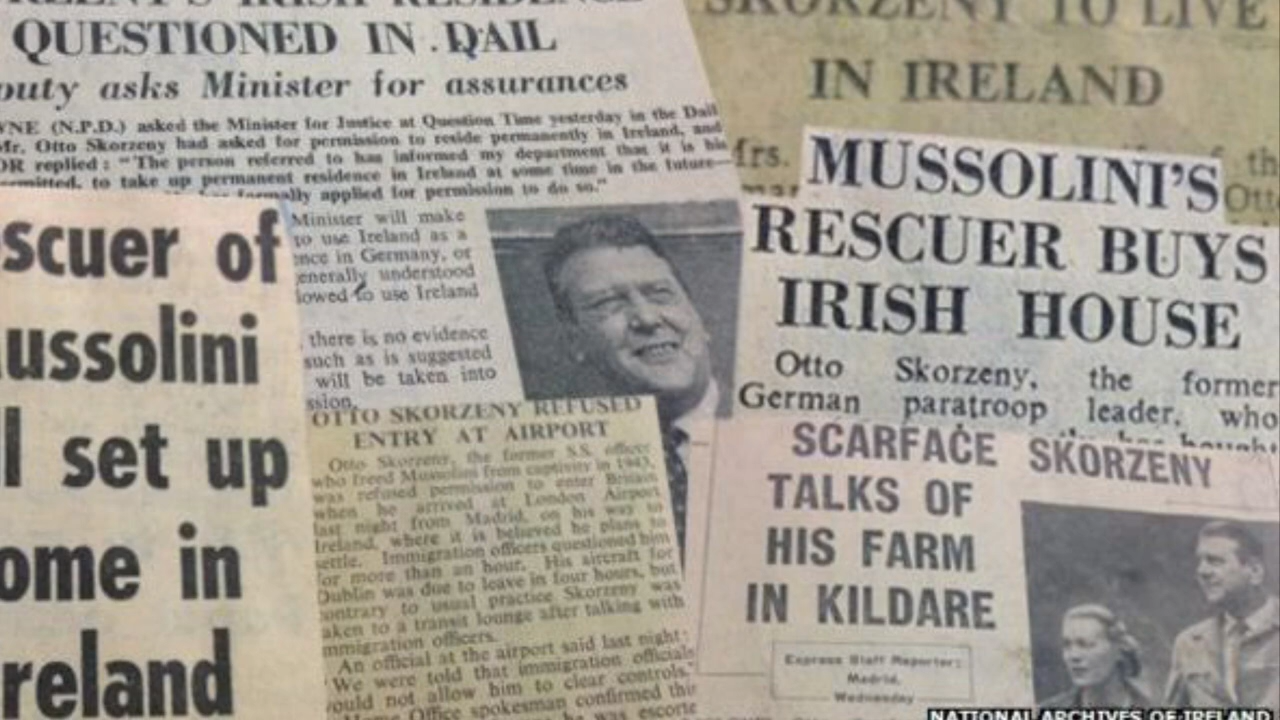 QUESTIONED IN DAIL
asks Minister for assurances
(N.P.D.) asked the Minister for Justice at Question Time yesterday in the Dail
Mr. Otto Skorzeny had asked for permission to reside permanently in Ireland, and
replied: "The person referred to has informed my department that it is his
to take up permanent residence in Ireland at some time in the future—
formally applied for permission to do so."
Minister will make
to use Ireland as a
in Germany, or
generally understood
to use Ireland
there is no evidence
such as is suggested
will be taken into
scuer of
ussolini
l set up
ome in
reland
OTTO SKORZENY REFUSED
ENTRY AT AIRPORT
Otto Skorzeny, the former S.S. officer
who freed Mussolini from captivity in 1943,
was refused permission to enter Britain
when he arrived at London Airport
last night from Madrid, on his way to
Ireland, where it is believed he plans to
settle. Immigration officers questioned him
for more than an hour. His aircraft for
Dublin was due to leave in four hours, but
contrary to usual practice Skorzeny was
taken to a transit lounge after talking with
immigration officers.
An official at the airport said last night:
"We were told that immigration officials
would not allow him to clear controls."
Home Office spokesman confirmed this
he was
SKORZENY TO LIVE
IN IRELAND
MUSSOLINI'S
RESCUER BUYS
IRISH HOUSE
Otto Skorzeny, the former
German paratroop leader, who
SCARFACE SKORZENY
TALKS OF
HIS FARM
IN KILDARE
Express Staff Reporter:
Madrid,
Wednesday
NATIONAL ARCHIVES OF IRELAND